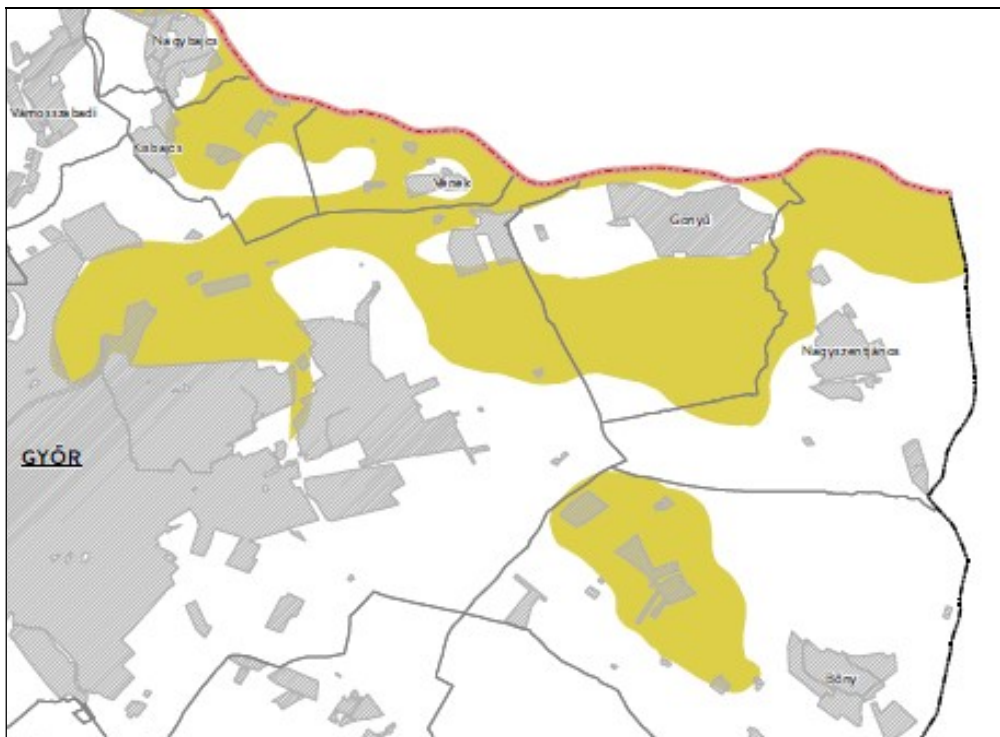 Nagybajcs
Vámosszabadi
Kisbajcs
Vének
Gönyű
Nagyszentjános
GYŐR
Bőny